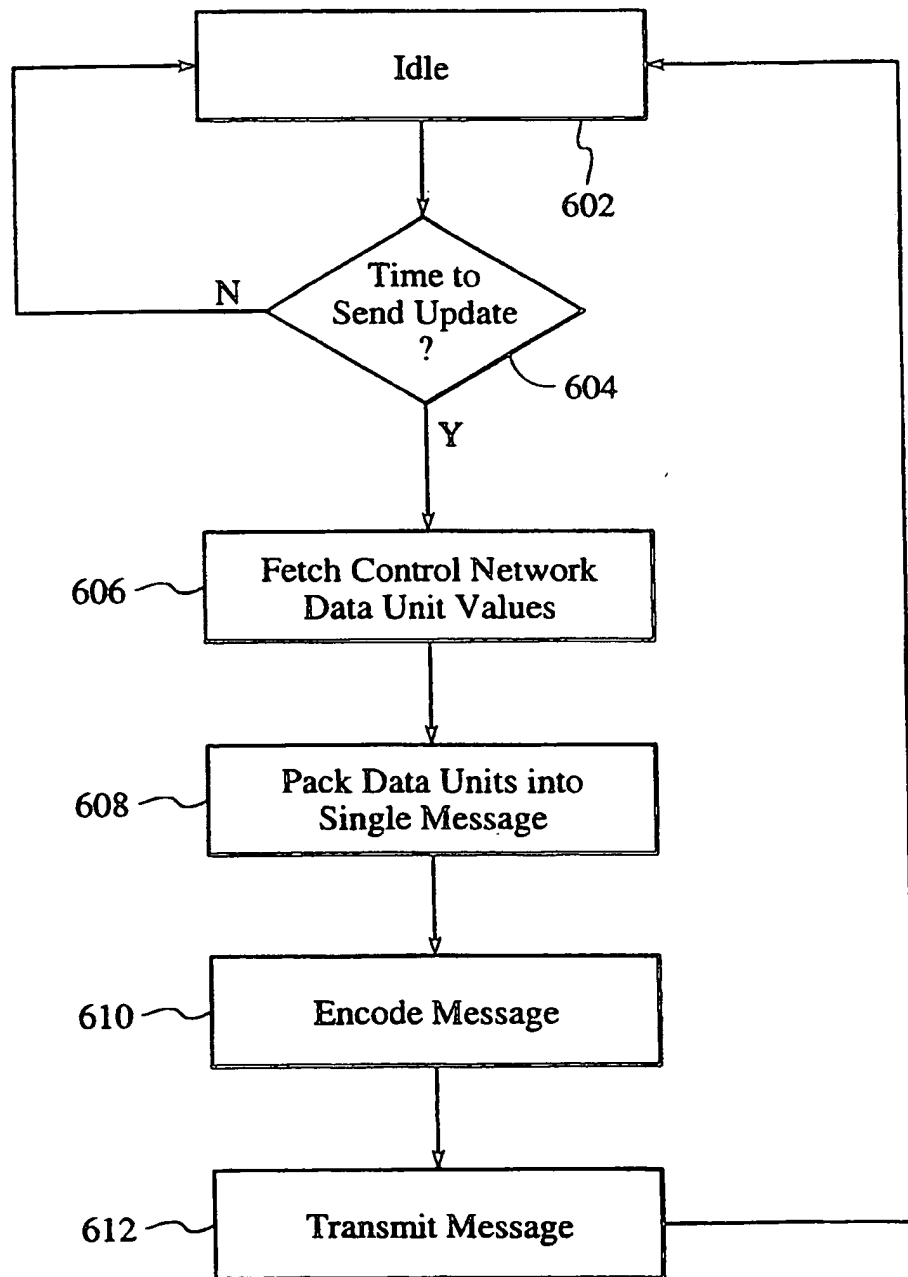 Idle
602
Time to
Send Update
?
604
N
Y
Fetch Control Network
Data Unit Values
606
Pack Data Units into
Single Message
608
Encode Message
610
Transmit Message
612